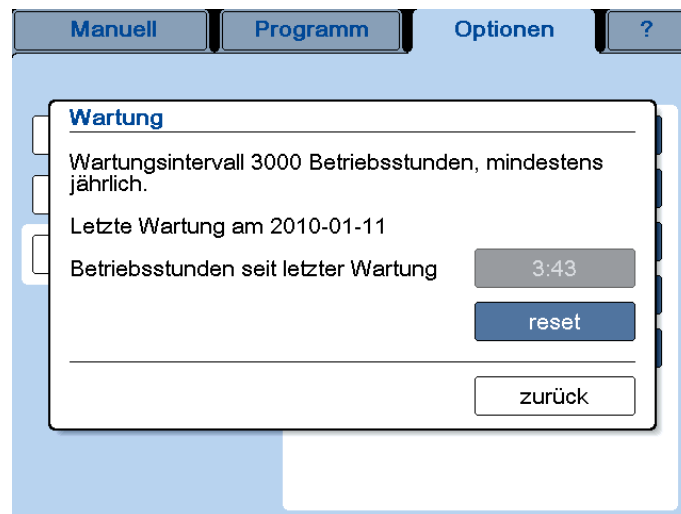 Manuell Programm Optionen ?
Wartung
Wartungsintervall 3000 Betriebsstunden, mindestens
jährlich.
Letzte Wartung am 2010-01-11
Betriebsstunden seit letzter Wartung 3:43
reset
zurück